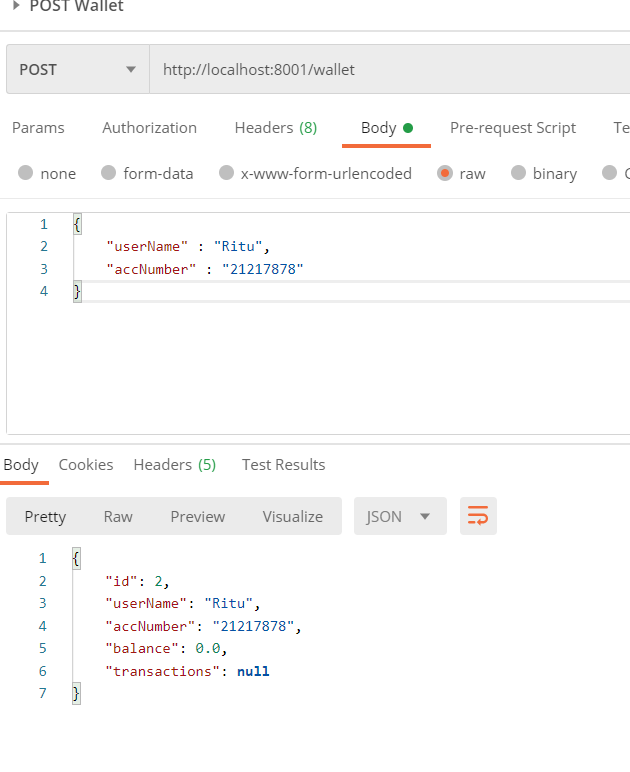 POST Wallet
POST http://localhost:8001/wallet
Params Authorization Headers (8) Body Pre-request Script Te
none form-data x-www-form-urlencoded raw binary
1 {
2 "userName" : "Ritu",
3 "accNumber" : "21217878"
4 }
Body Cookies Headers (5) Test Results
Pretty Raw Preview Visualize JSON
1 {
2 "id": 2,
3 "userName": "Ritu",
4 "accNumber": "21217878",
5 "balance": 0.0,
6 "transactions": null
7 }